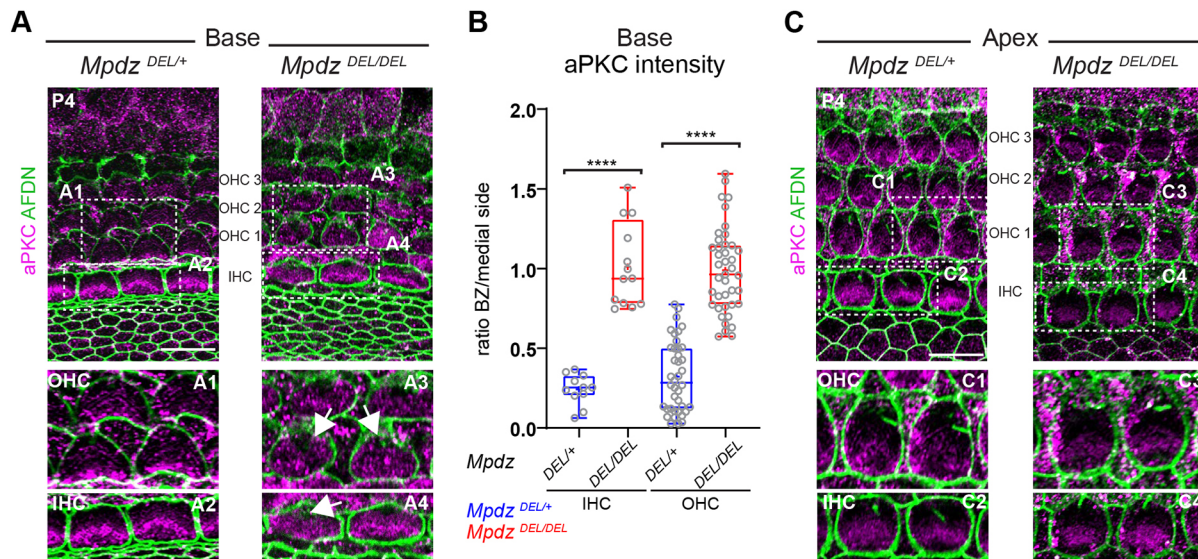 A
Base
Mpdz DEL/+
Mpdz DEL/DEL
aPKC AFDN
P4
A1
A2
OHC 3
OHC 2
OHC 1
IHC
A3
A4
OHC
A1
A3
IHC
A2
A4
B
Base
aPKC intensity
ratio BZ/medial side
2.0
1.5
1.0
0.5
0.0
****
****
Mpdz
DEL/+
DEL/DEL
DEL/+
DEL/DEL
IHC
OHC
Mpdz DEL/+
Mpdz DEL/DEL
C
Apex
Mpdz DEL/+
Mpdz DEL/DEL
aPKC AFDN
P4
C1
C2
OHC 3
OHC 2
OHC 1
IHC
C3
C4
OHC
C1
C3
IHC
C2
C4